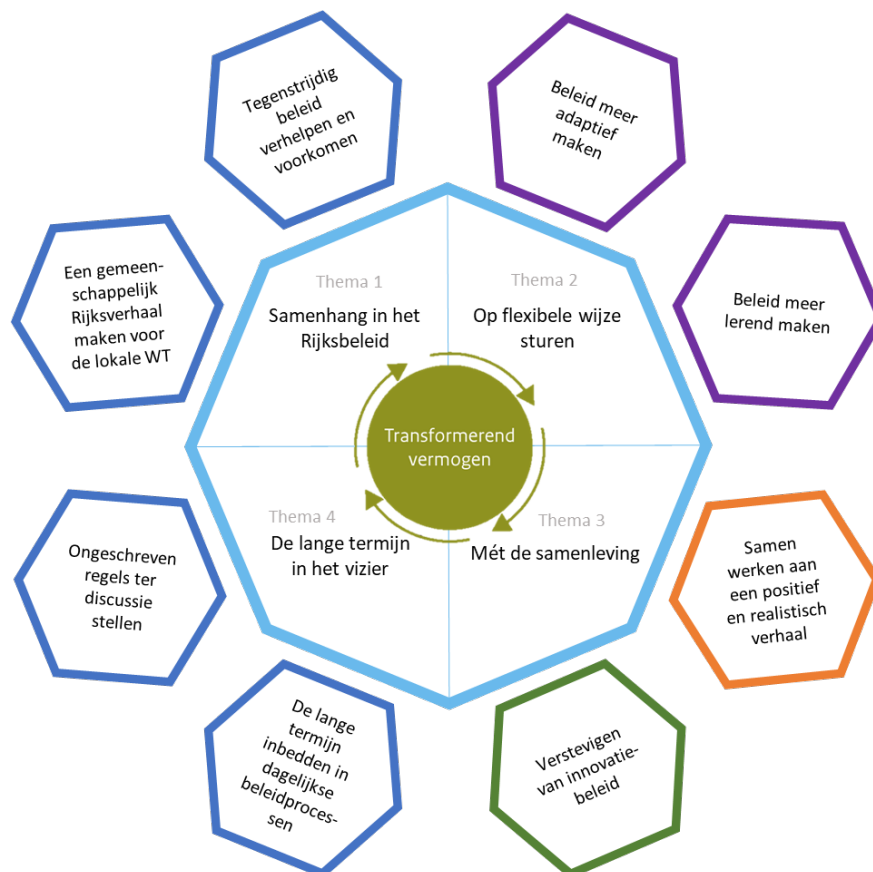 Tegenstrijdig
beleid
verhelpen en
voorkomen
Beleid meer
adaptief
maken
Een gemeen-
schappelijk
Rijksverhaal
maken voor
de lokale WT
Beleid meer
lerend maken
Thema 1
Samenhang in het
Rijksbeleid
Thema 2
Op flexibele wijze
sturen
Transformerend
vermogen
Thema 4
De lange termijn
in het vizier
Thema 3
Mét de samenleving
Ongeschreven
regels ter
discussie
stellen
Samen
werken aan
een positief
en realistisch
verhaal
De lange
termijn
inbedden in
dagelijkse
beleidproces-
sen
Verstevigen
van innovatie-
beleid